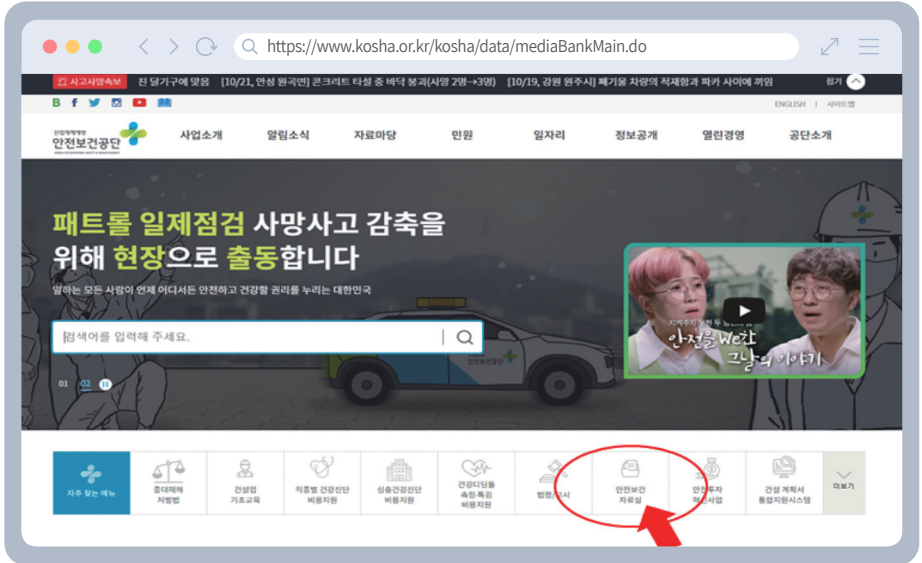 https://www.kosha.or.kr/kosha/data/mediaBankMain.do
사고사망속보 진 달기구에 맞음 [10/21, 안성 원곡면] 콘크리트 타설 중 바닥 붕괴(사망 2명→3명) [10/19, 강원 원주시] 폐기물 차량의 적재함과 파카 사이에 끼임 접기
B f
ENGLISH | 사이트맵
산업재해예방
안전보건공단
사업소개 알림소식 자료마당 민원 일자리 정보공개 열린경영 공단소개
패트롤 일제점검 사망사고 감축을
위해 현장으로 출동합니다
일하는 모든 사람이 언제 어디서든 안전하고 건강할 권리를 누리는 대한민국
검색어를 입력해 주세요.
안전보건공단
안전을 We한
그날의 이야기
01 02
자주 찾는 메뉴
중대재해
처벌법
건설업
기초교육
직종별 건강진단
비용지원
심층건강진단
비용지원
건강디딤돌
측정·특검
비용지원
법령/고시
안전보건
자료실
안전투자
혁신사업
건설 계획서
통합지원시스템
더보기